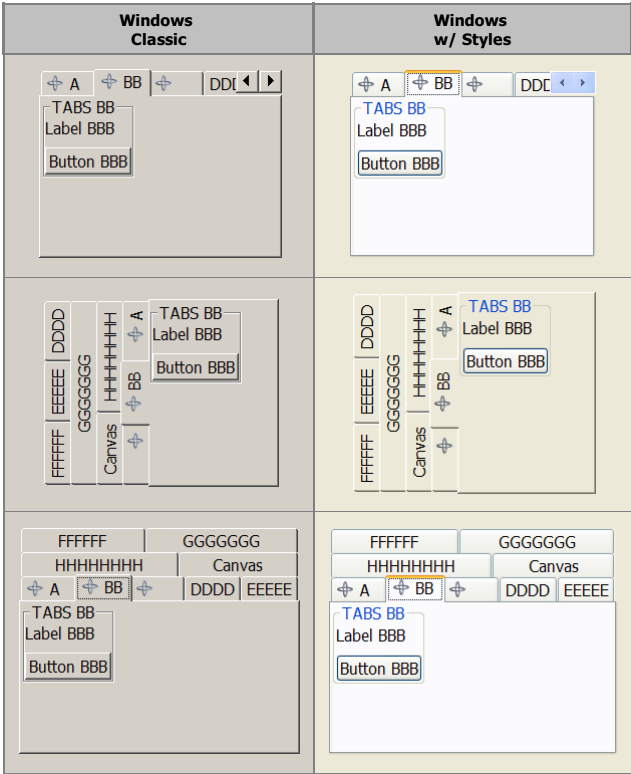 Windows
Classic
Windows
w/ Styles
A BB DDD
TABS BB
Label BBB
Button BBB
A BB DDD
TABS BB
Label BBB
Button BBB
FFFFFF EEEEE DDDD
GGGGGGG
Canvas HHHHHHHH
BB A
TABS BB
Label BBB
Button BBB
FFFFFF EEEEE DDDD
GGGGGGG
Canvas HHHHHHHH
BB A
TABS BB
Label BBB
Button BBB
FFFFFF GGGGGGG
HHHHHHHH Canvas
A BB DDDD EEEEE
TABS BB
Label BBB
Button BBB
FFFFFF GGGGGGG
HHHHHHHH Canvas
A BB DDDD EEEEE
TABS BB
Label BBB
Button BBB